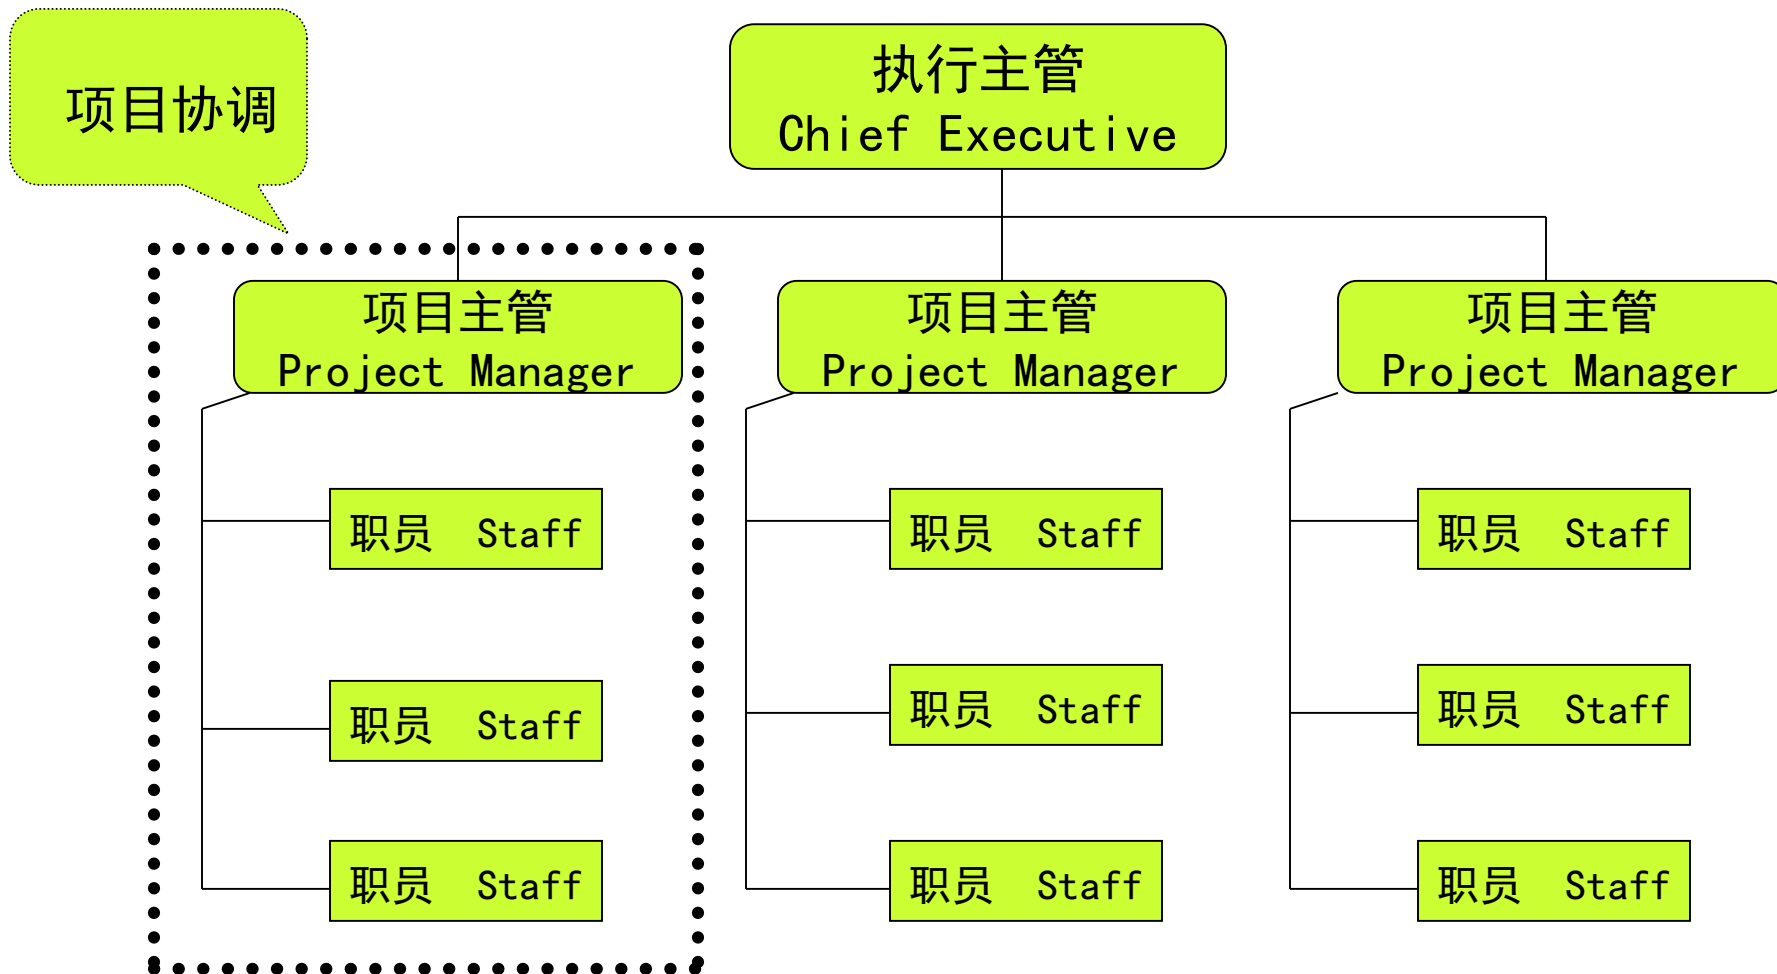 项目协调
执行主管
Chief Executive
项目主管
Project Manager
项目主管
Project Manager
项目主管
Project Manager
职员 Staff
职员 Staff
职员 Staff
职员 Staff
职员 Staff
职员 Staff
职员 Staff
职员 Staff
职员 Staff